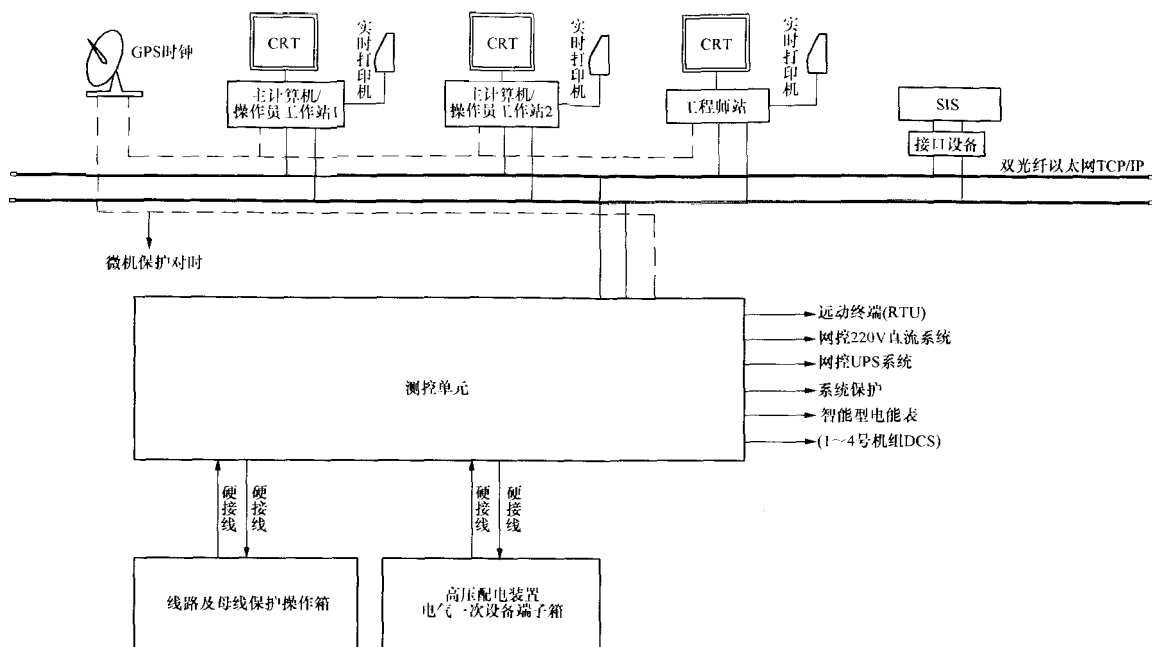 GPS时钟
CRT
实时打印机
CRT
实时打印机
CRT
实时打印机
主计算机/
操作员工作站1
主计算机/
操作员工作站2
工程师站
SIS
接口设备
双光纤以太网TCP/IP
微机保护对时
测控单元
远动终端(RTU)
网控220V直流系统
网控UPS系统
系统保护
智能型电能表
(1～4号机组DCS)
硬接线
硬接线
硬接线
硬接线
线路及母线保护操作箱
高压配电装置
电气一次设备端子箱